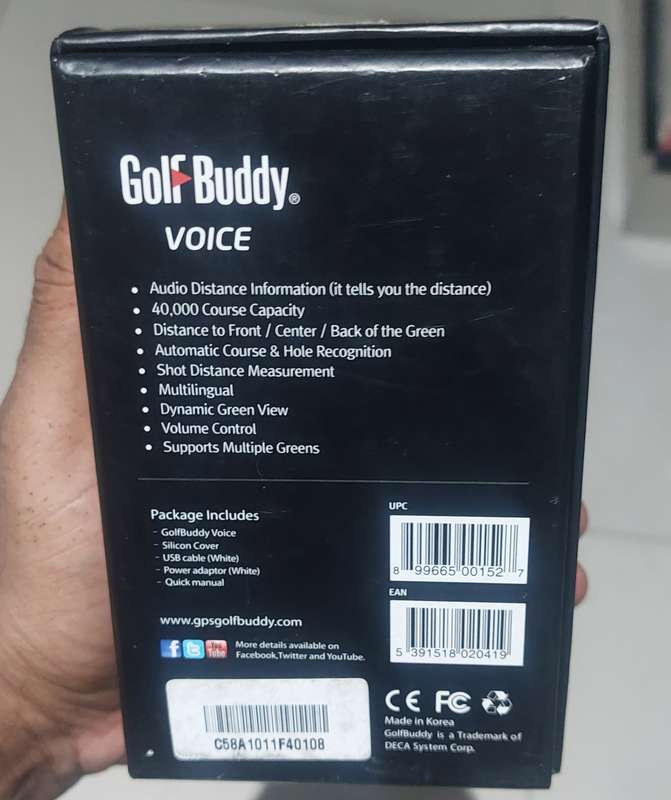 GolfBuddy®
VOICE
• Audio Distance Information (it tells you the distance)
• 40,000 Course Capacity
• Distance to Front / Center / Back of the Green
• Automatic Course & Hole Recognition
• Shot Distance Measurement
• Multilingual
• Dynamic Green View
• Volume Control
• Supports Multiple Greens
Package Includes
- GolfBuddy Voice
- Silicon Cover
- USB cable (White)
- Power adaptor (White)
- Quick manual
www.gpsgolfbuddy.com
f t You Tube
More details available on
Facebook,Twitter and YouTube.
C58A1011F40108
UPC
8 99665 00152 7
EAN
5 391518 020419
CE FC
Made in Korea
GolfBuddy is a Trademark of
DECA System Corp.